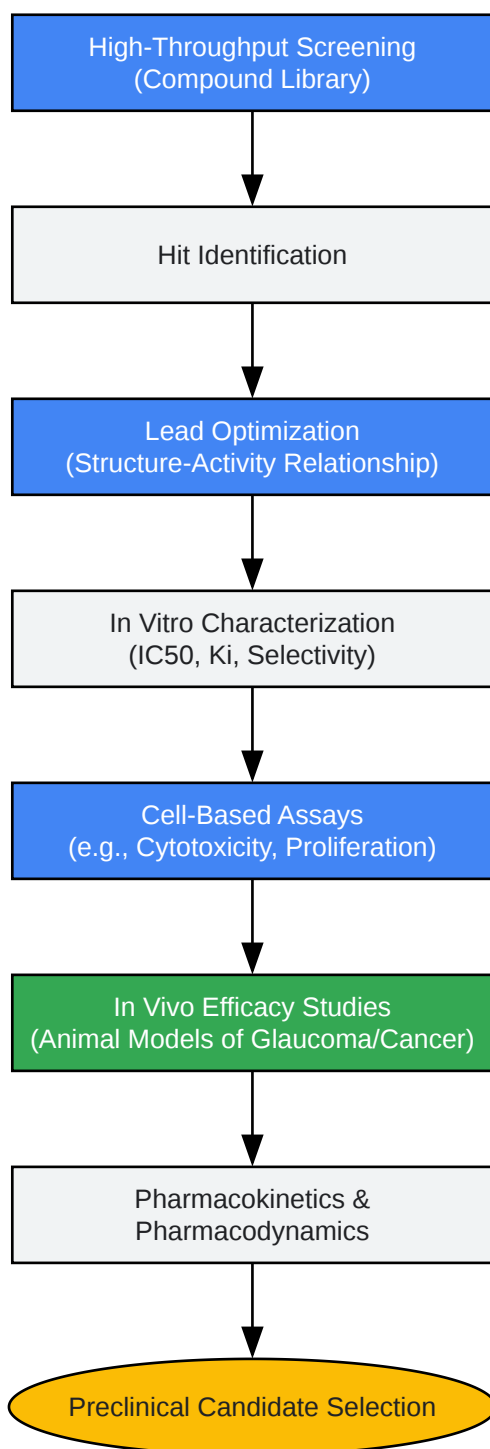 High-Throughput Screening
(Compound Library)
Hit Identification
Lead Optimization
(Structure-Activity Relationship)
In Vitro Characterization
(IC50, Ki, Selectivity)
Cell-Based Assays
(e.g., Cytotoxicity, Proliferation)
In Vivo Efficacy Studies
(Animal Models of Glaucoma/Cancer)
Pharmacokinetics &
Pharmacodynamics
Preclinical Candidate Selection